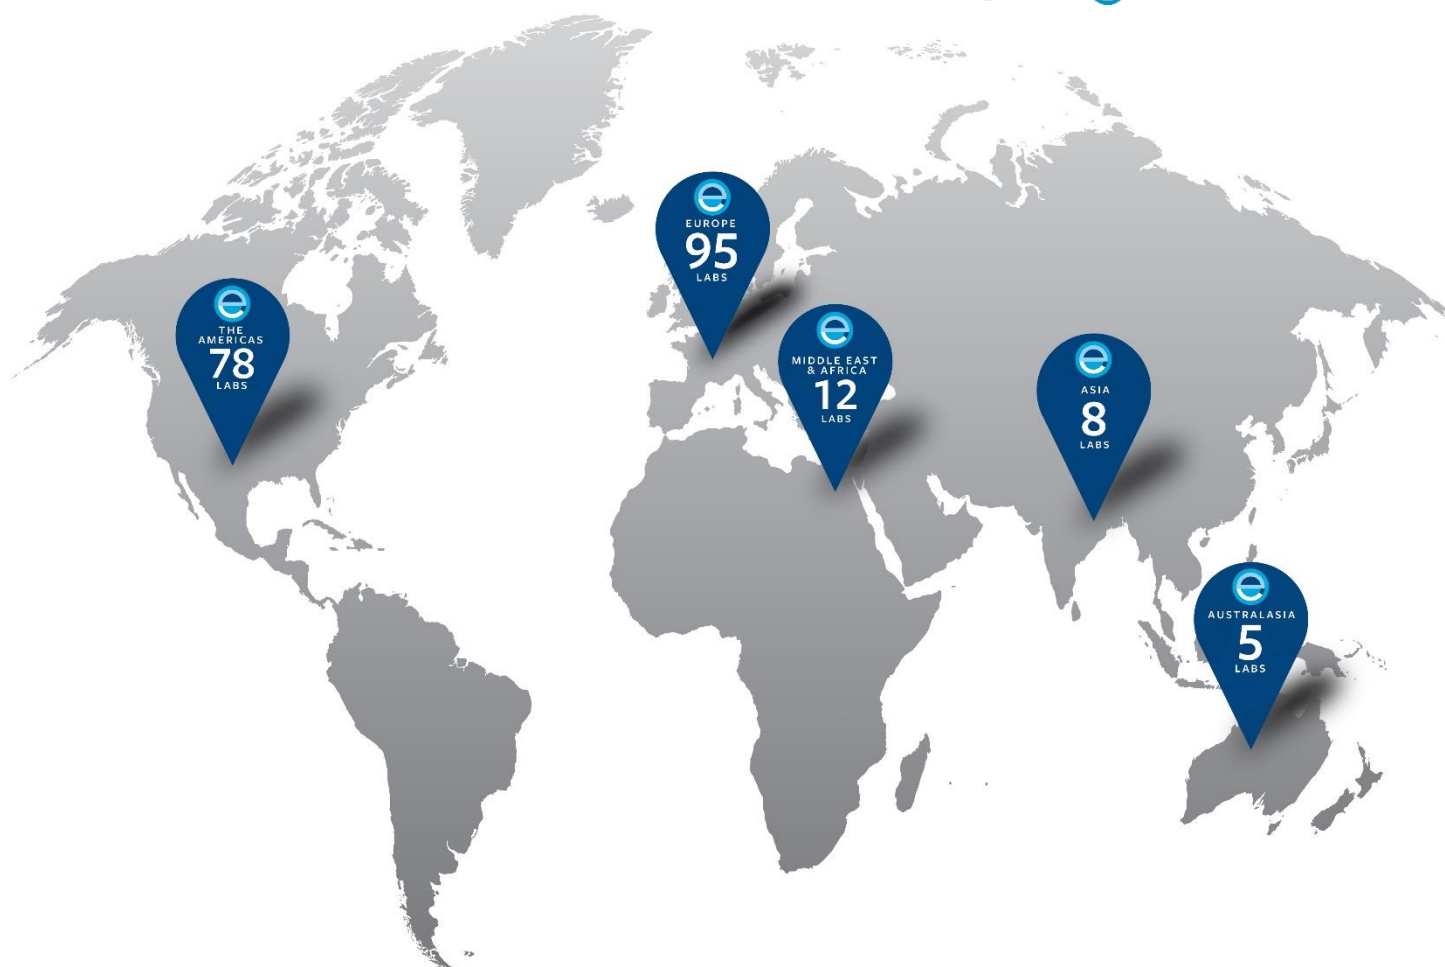 EUROPE
95
LABS
THE
AMERICAS
78
LABS
MIDDLE EAST
& AFRICA
12
LABS
ASIA
8
LABS
AUSTRALASIA
5
LABS